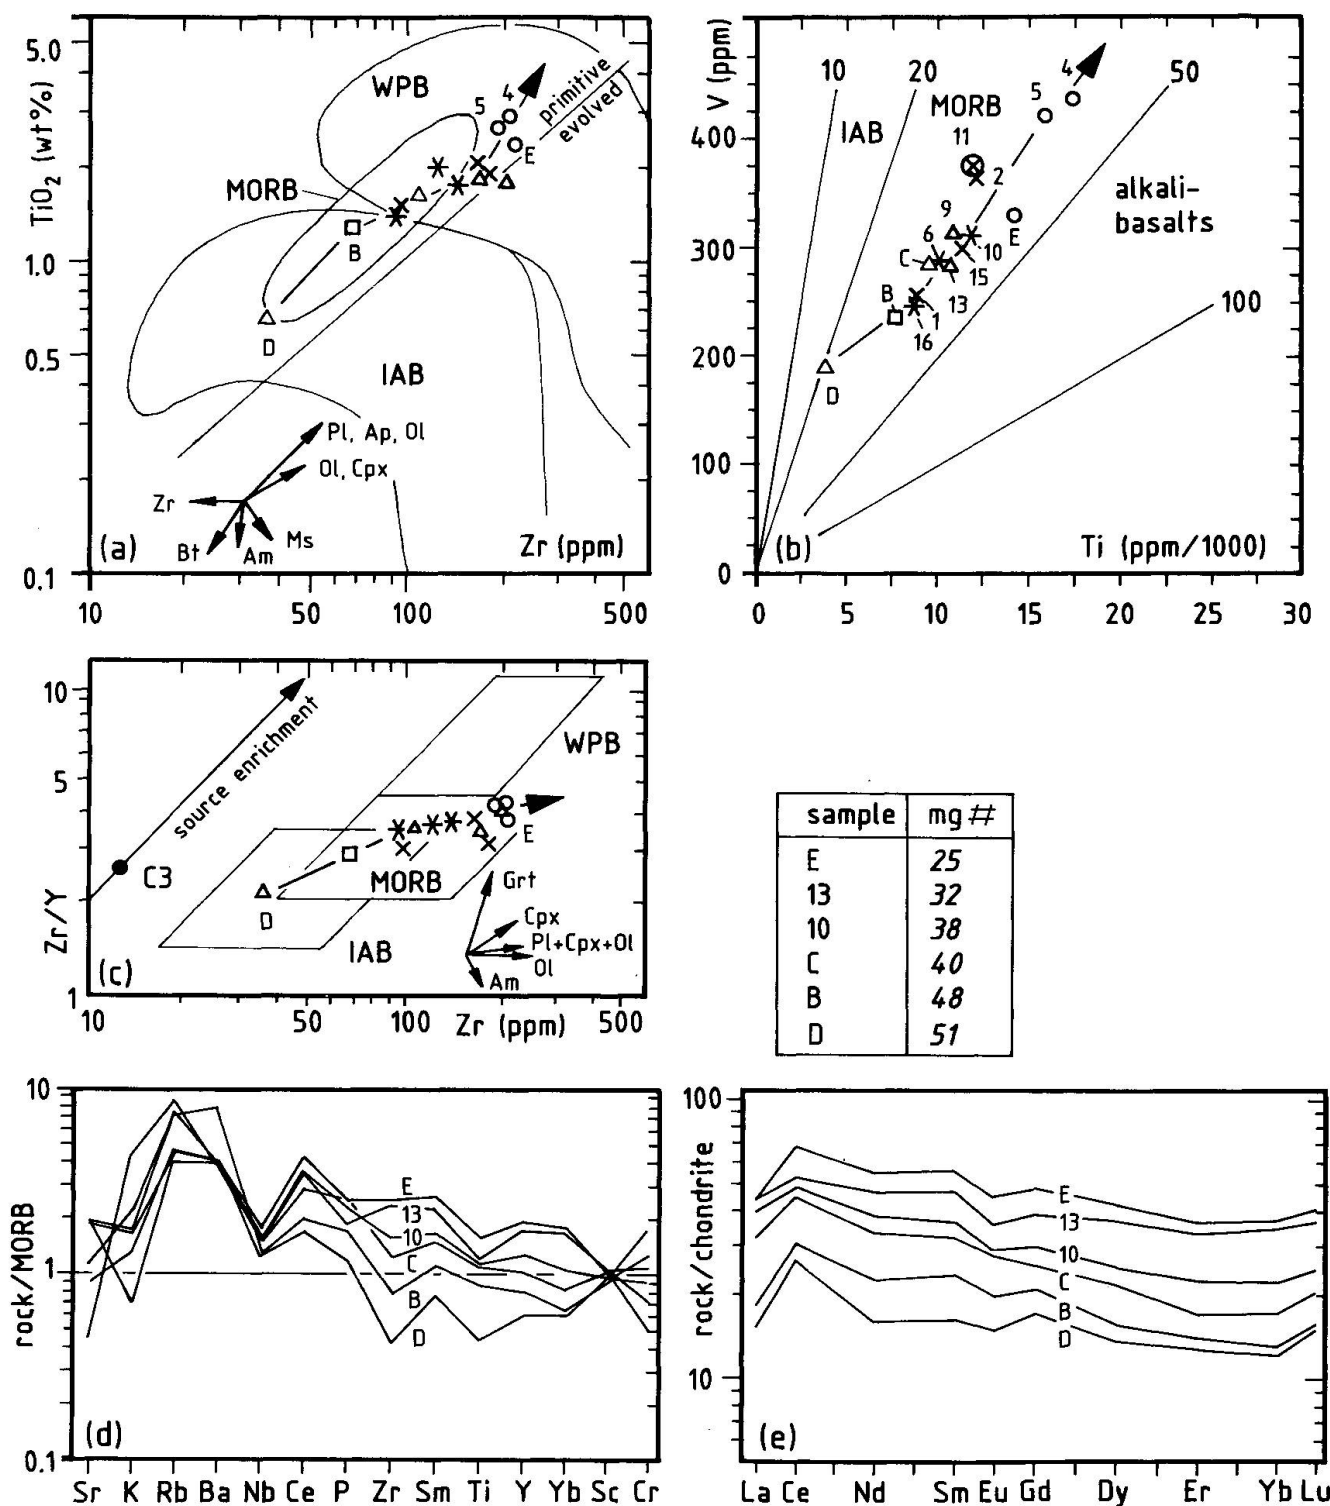 (a)
TiO₂ (wt%)
5.0
1.0
0.5
0.1
WPB
MORB
IAB
primitive
evolved
5
4
E
B
D
Pl, Ap, Ol
Ol, Cpx
Zr
Bt
Am
Ms
Zr (ppm)
10
50
100
500
(b)
V (ppm)
400
300
200
100
0
10
20
50
100
IAB
MORB
alkali-
basalts
4
5
11
2
9
E
6
10
C
15
B
13
1
16
D
Ti (ppm/1000)
0
5
10
15
20
25
30
(c)
Zr/Y
10
5
1
source enrichment
C3
WPB
MORB
IAB
E
D
Grt
Cpx
Pl+Cpx+Ol
Ol
Am
10
50
100
Zr (ppm)
500
sample mg #
E 25
13 32
10 38
C 40
B 48
D 51
(d)
rock/MORB
10
1
0.1
E
13
10
C
B
D
Sr K Rb Ba Nb Ce P Zr Sm Ti Y Yb Sc Cr
(e)
rock/chondrite
100
10
E
13
10
C
B
D
La Ce Nd Sm Eu Gd Dy Er Yb Lu